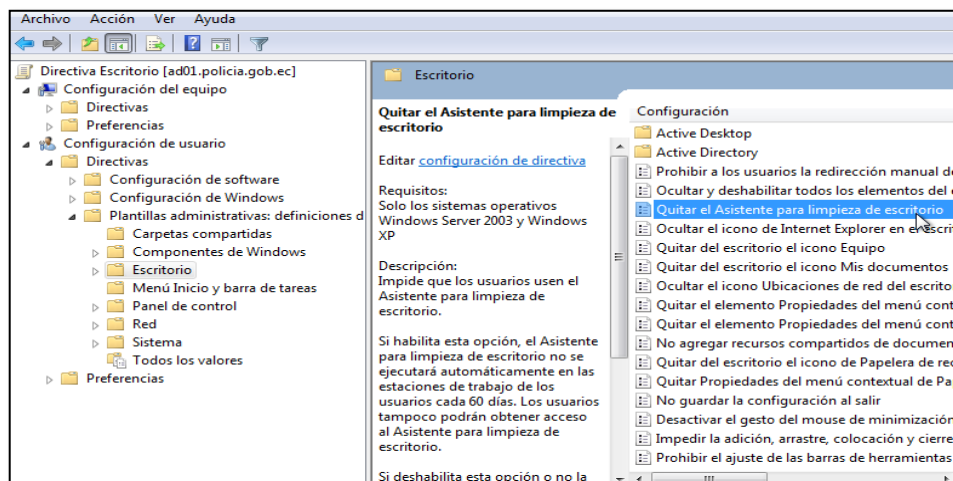 Archivo Acción Ver Ayuda
Directiva Escritorio [ad01.policia.gob.ec]
Configuración del equipo
Directivas
Preferencias
Configuración de usuario
Directivas
Configuración de software
Configuración de Windows
Plantillas administrativas: definiciones d
Carpetas compartidas
Componentes de Windows
Escritorio
Menú Inicio y barra de tareas
Panel de control
Red
Sistema
Todos los valores
Preferencias
Escritorio
Quitar el Asistente para limpieza de
escritorio
Editar configuración de directiva
Requisitos:
Solo los sistemas operativos
Windows Server 2003 y Windows
XP
Descripción:
Impide que los usuarios usen el
Asistente para limpieza de
escritorio.
Si habilita esta opción, el Asistente
para limpieza de escritorio no se
ejecutará automáticamente en las
estaciones de trabajo de los
usuarios cada 60 días. Los usuarios
tampoco podrán obtener acceso
al Asistente para limpieza de
escritorio.
Si deshabilita esta opción o no la
Configuración
Active Desktop
Active Directory
Prohibir a los usuarios la redirección manual d
Ocultar y deshabilitar todos los elementos del
Quitar el Asistente para limpieza de escritorio
Ocultar el icono de Internet Explorer en el escri
Quitar del escritorio el icono Equipo
Quitar del escritorio el icono Mis documentos
Ocultar el icono Ubicaciones de red del escrito
Quitar el elemento Propiedades del menú cont
Quitar el elemento Propiedades del menú cont
No agregar recursos compartidos de documen
Quitar del escritorio el icono de Papelera de rec
Quitar Propiedades del menú contextual de Pa
No guardar la configuración al salir
Desactivar el gesto del mouse de minimización
Impedir la adición, arrastre, colocación y cierre
Prohibir el ajuste de las barras de herramientas